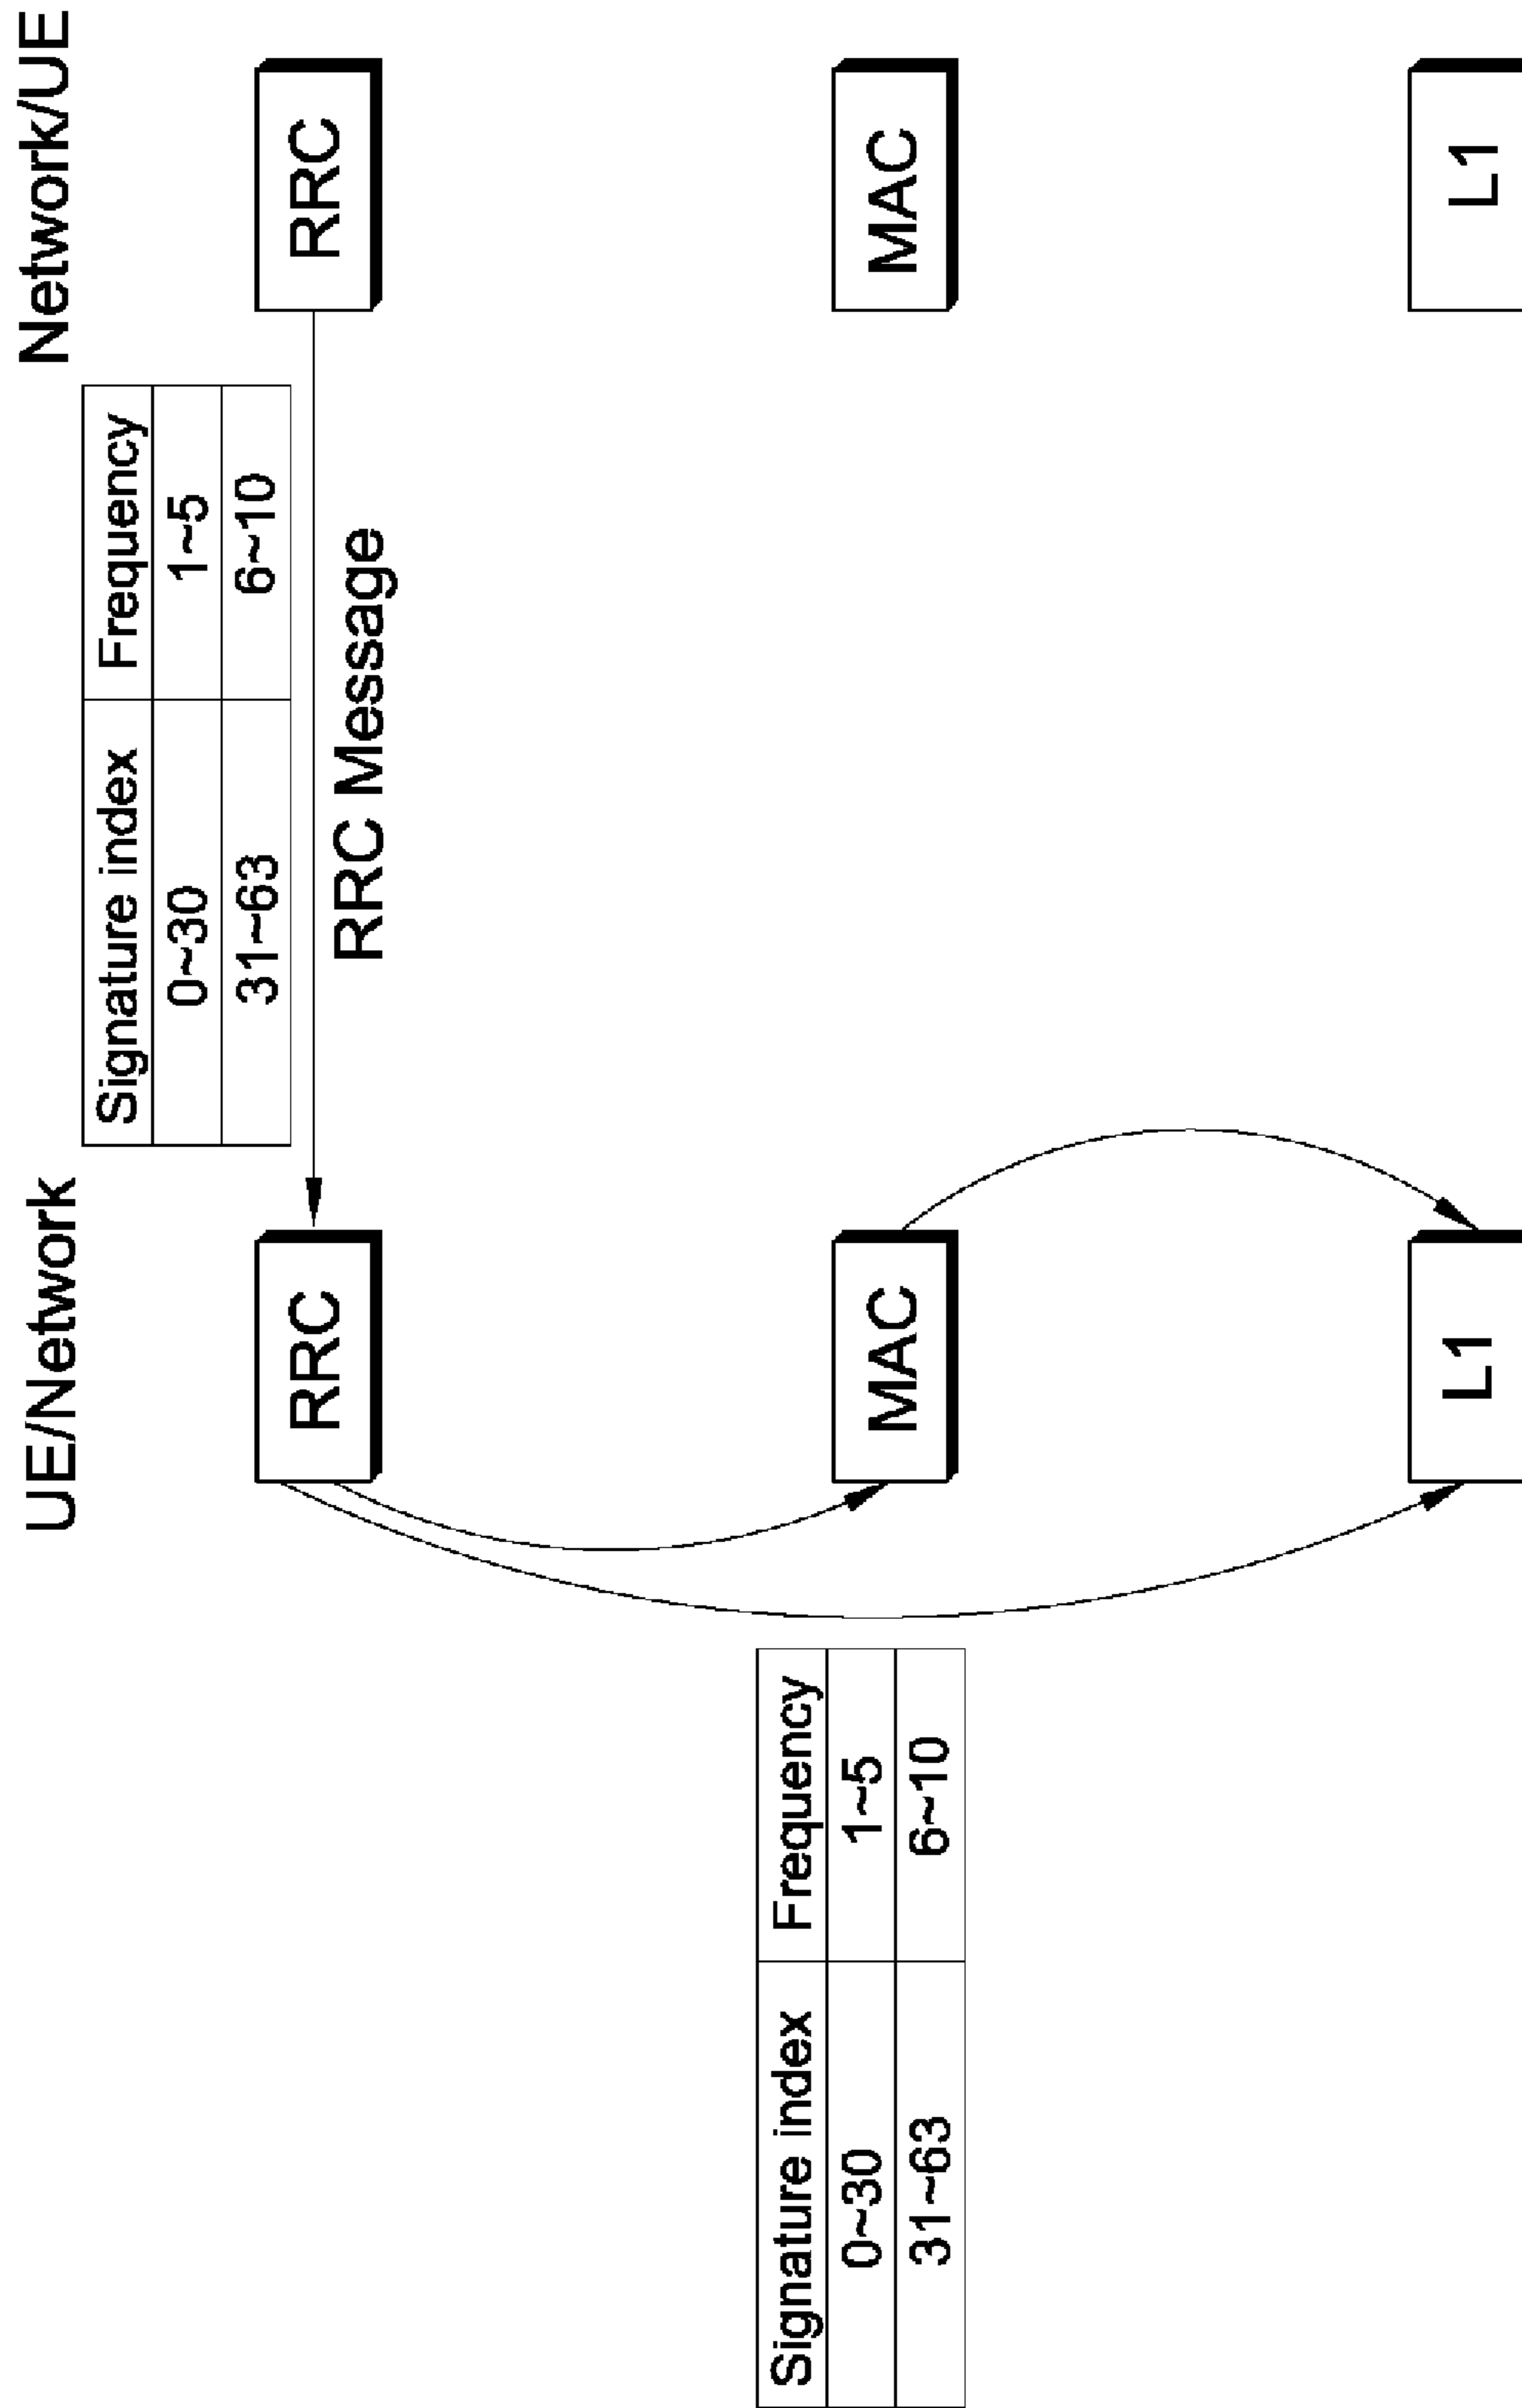 UE/Network
Network/UE
Signature index Frequency
0~30 1~5
31~63 6~10
RRC
RRC
RRC Message
Signature index Frequency
0~30 1~5
31~63 6~10
MAC
MAC
L1
L1